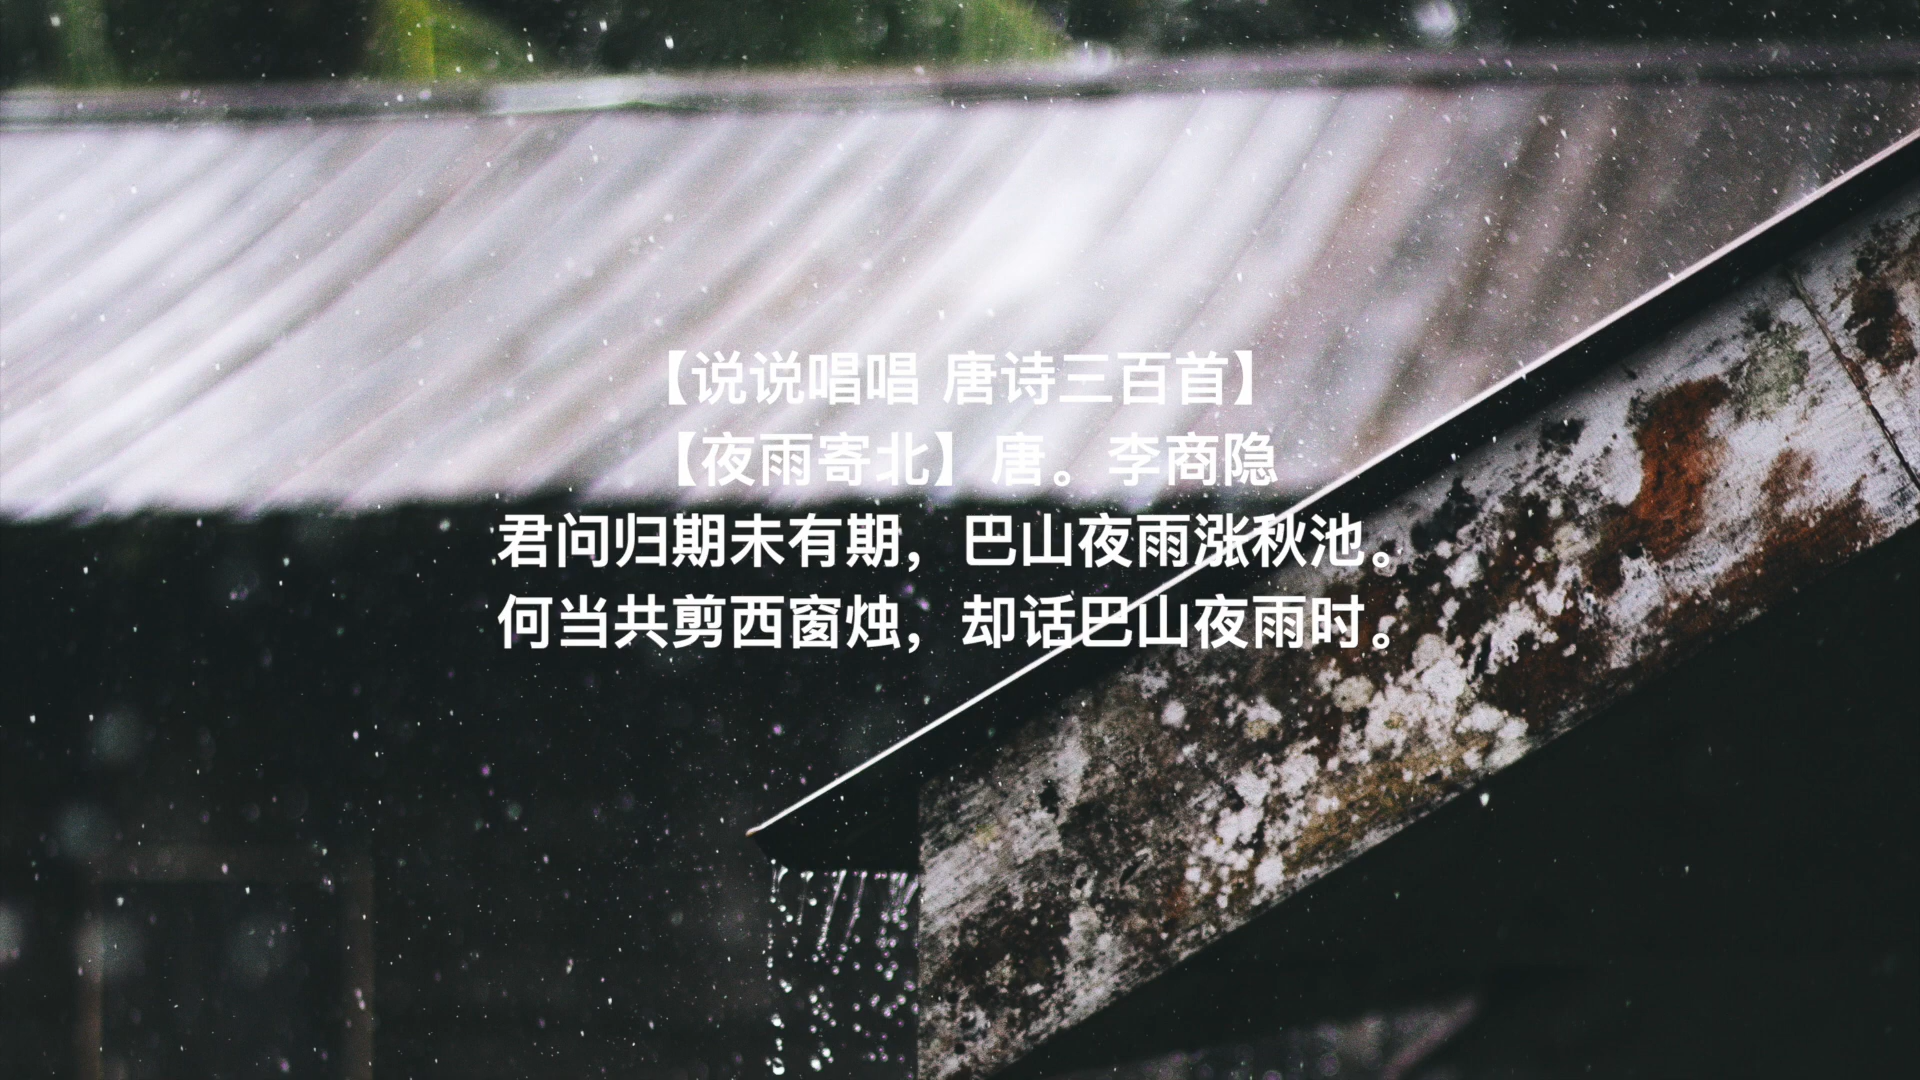 【说说唱唱 唐诗三百首】
【夜雨寄北】唐。李商隐
君问归期未有期，巴山夜雨涨秋池。
何当共剪西窗烛，却话巴山夜雨时。